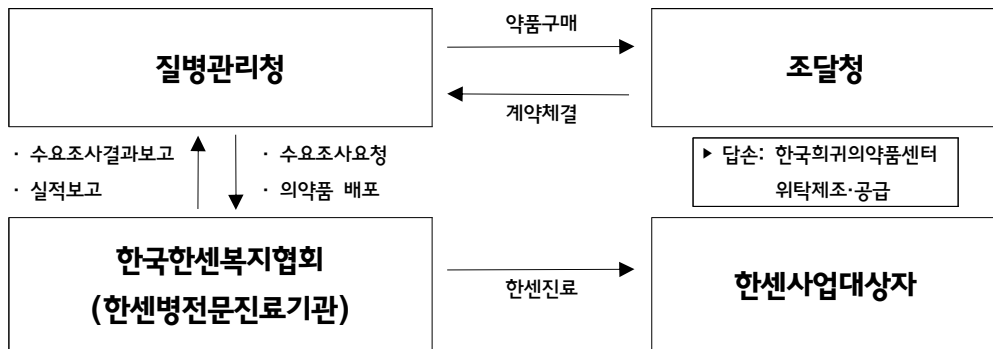 약품구매
질병관리청
조달청
계약체결
· 수요조사결과보고
· 실적보고
· 수요조사요청
· 의약품 배포
▶ 답손: 한국희귀의약품센터
위탁제조·공급
한국한센복지협회
(한센병전문진료기관)
한센진료
한센사업대상자